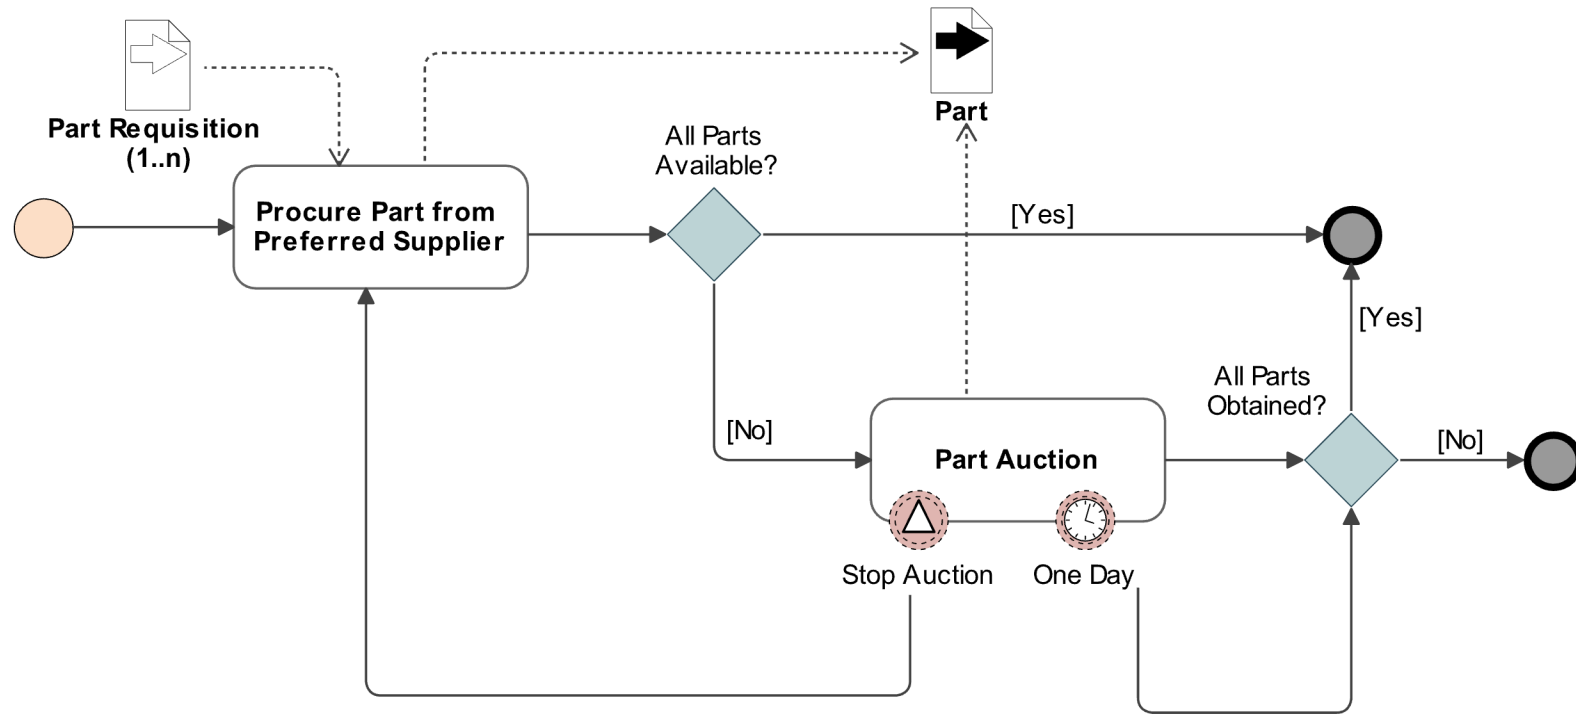 Part Requisition
(1..n)
Part
All Parts
Available?
Procure Part from
Preferred Supplier
[Yes]
[Yes]
All Parts
Obtained?
[No]
[No]
Part Auction
Stop Auction
One Day